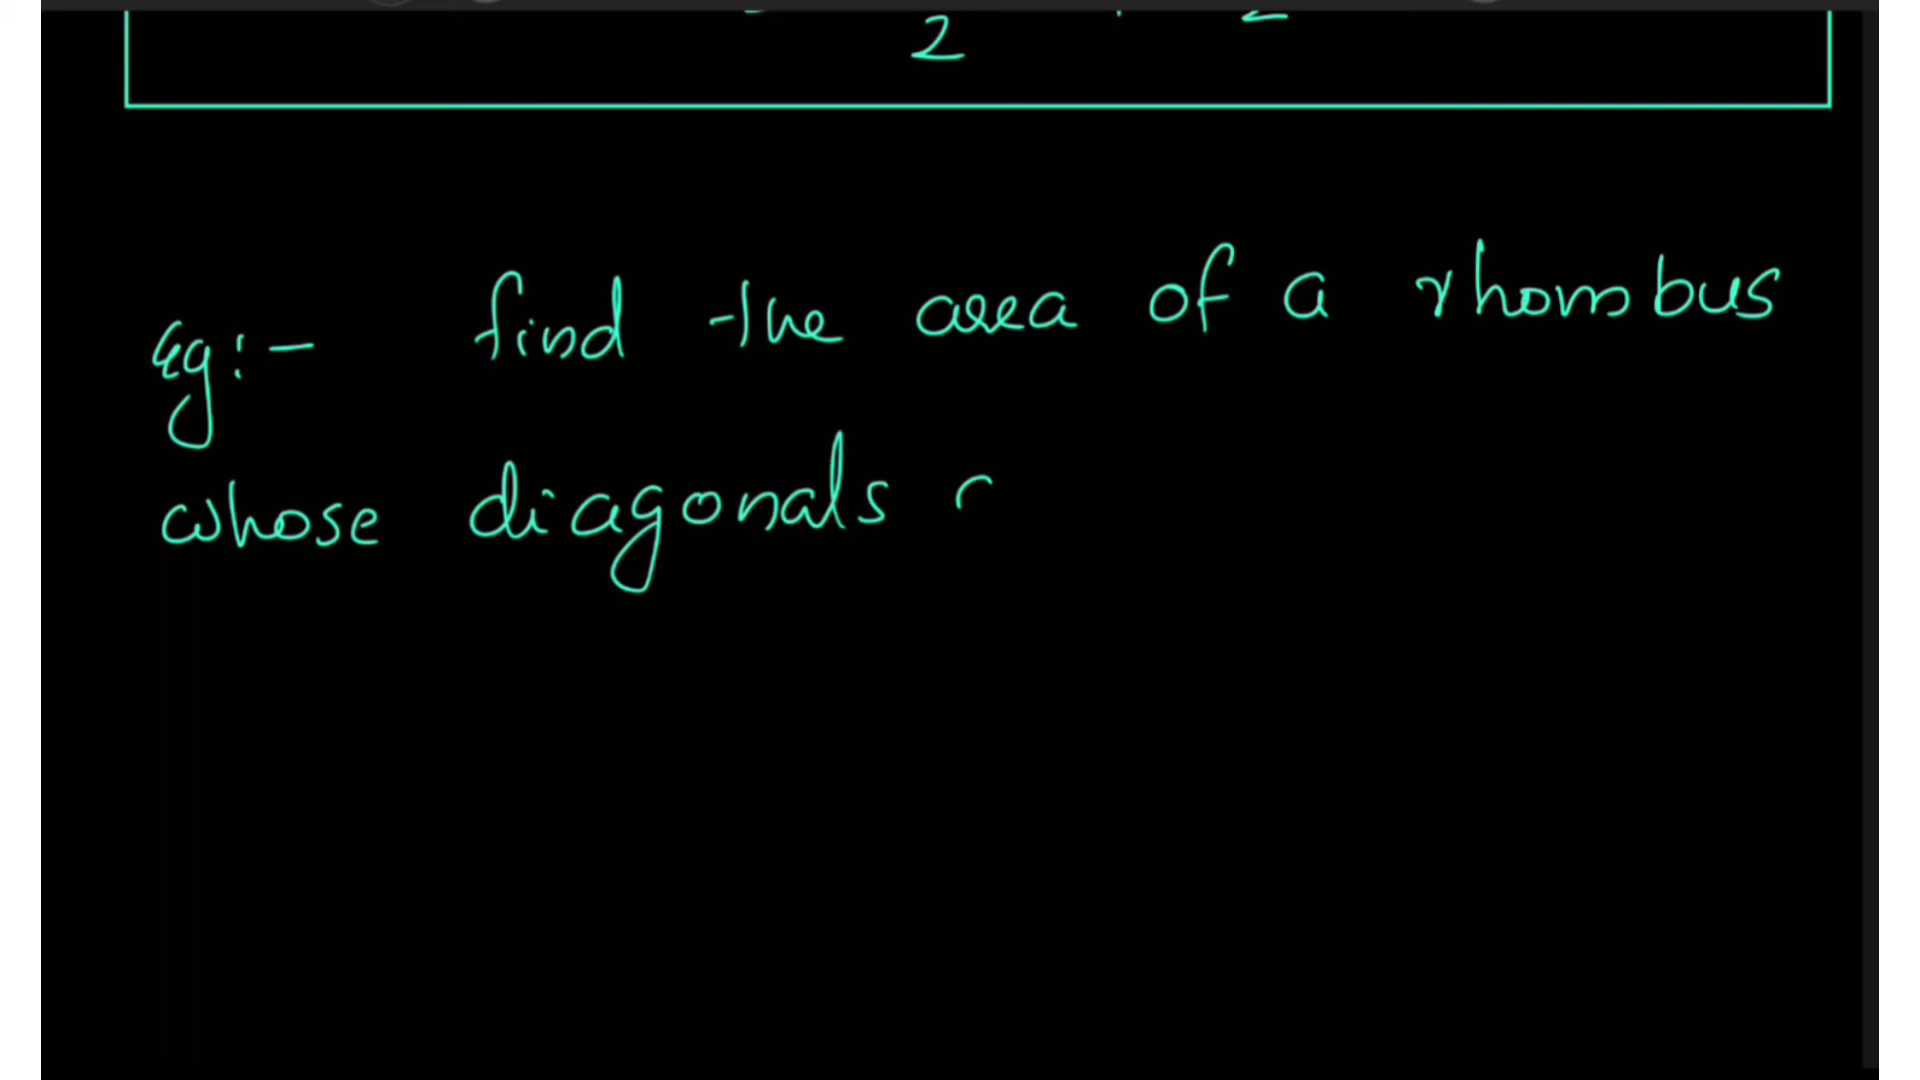 2
Eg:- find the area of a rhombus
whose diagonals